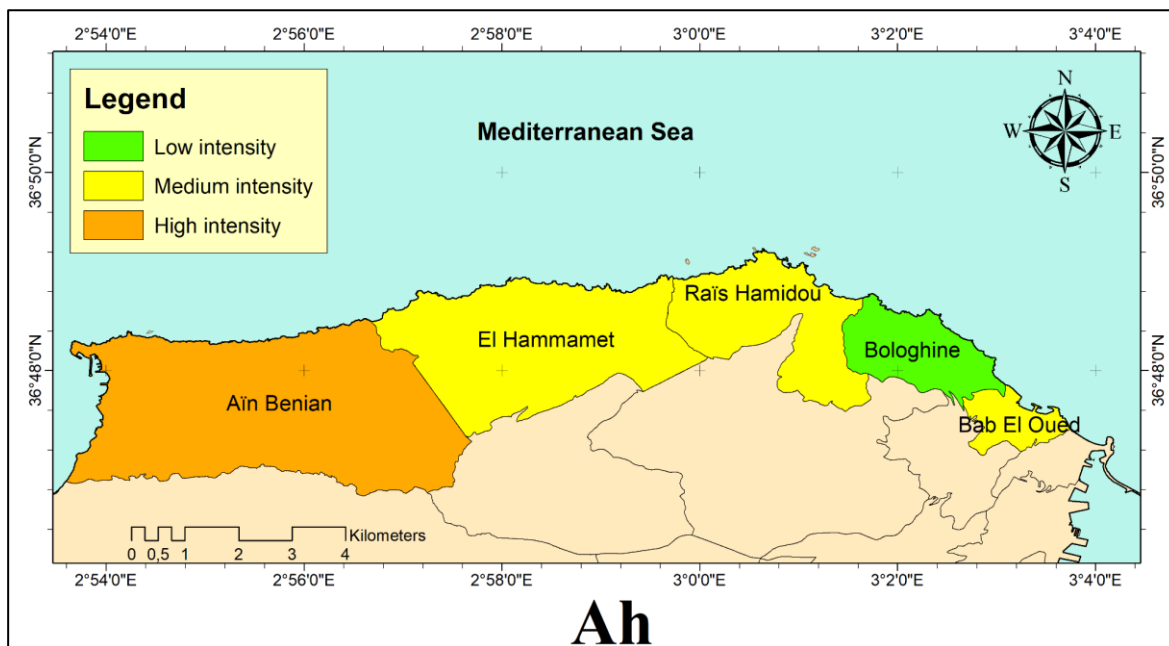 2°54'0"E 2°56'0"E 2°58'0"E 3°0'0"E 3°2'0"E 3°4'0"E
Legend
Low intensity
Medium intensity
High intensity
Mediterranean Sea
N
W E
S
36°50'0"N 36°50'0"N
Raïs Hamidou
El Hammamet
Bologhine
36°48'0"N 36°48'0"N
Aïn Benian
Bab El Oued
Kilometers
0 0,5 1 2 3 4
2°54'0"E 2°56'0"E 2°58'0"E 3°0'0"E 3°2'0"E 3°4'0"E
Ah